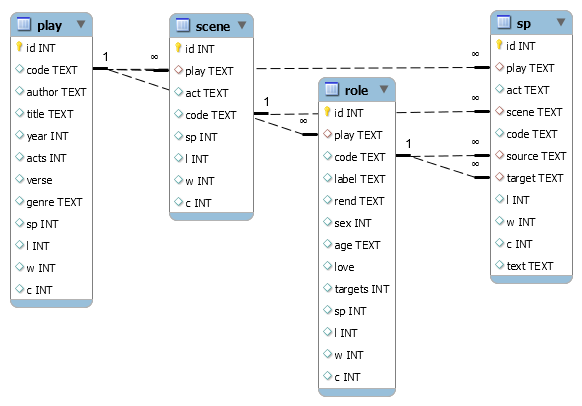 play
id INT
code TEXT
author TEXT
title TEXT
year INT
acts INT
verse
genre TEXT
sp INT
l INT
w INT
c INT
1
∞
scene
id INT
play TEXT
act TEXT
code TEXT
sp INT
l INT
w INT
c INT
1
∞
role
id INT
play TEXT
code TEXT
label TEXT
rend TEXT
sex INT
age TEXT
love
targets INT
sp INT
l INT
w INT
c INT
1
∞
∞
∞
∞
sp
id INT
play TEXT
act TEXT
scene TEXT
code TEXT
source TEXT
target TEXT
l INT
w INT
c INT
text TEXT